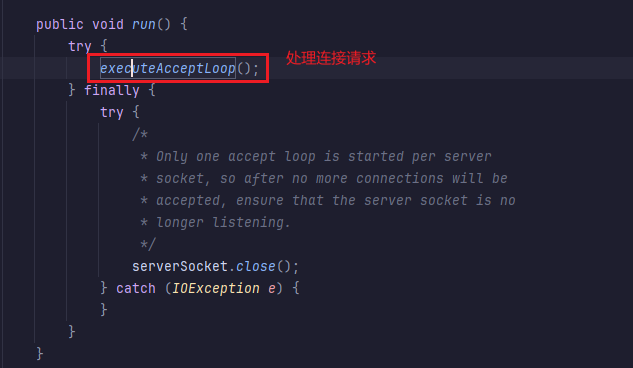 public void run() {
try {
executeAcceptLoop(); 处理连接请求
} finally {
try {
/*
* Only one accept loop is started per server
* socket, so after no more connections will be
* accepted, ensure that the server socket is no
* longer listening.
*/
serverSocket.close();
} catch (IOException e) {
}
}
}